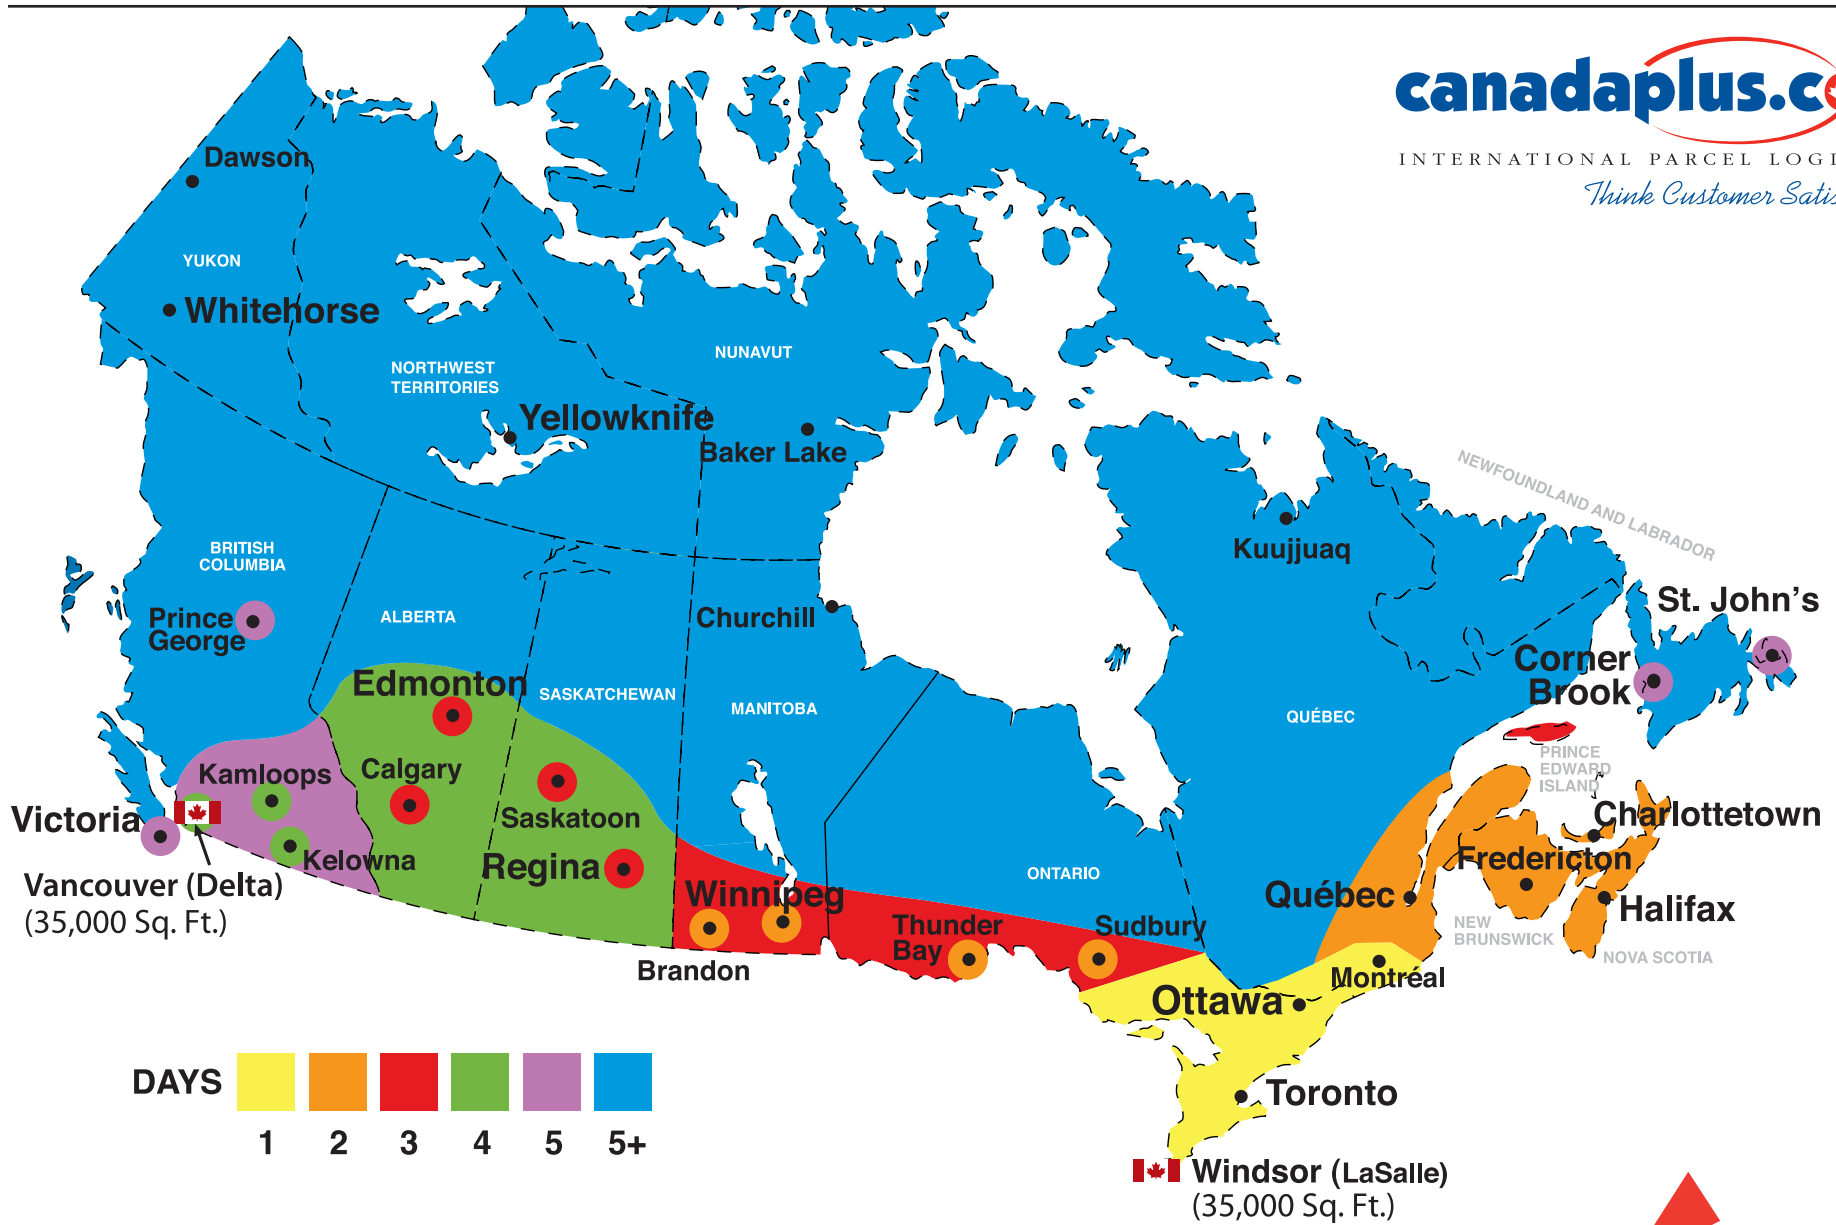 canadaplus.c
INTERNATIONAL PARCEL LOGI
Think Customer Satis
Dawson
YUKON
Whitehorse
NORTHWEST
TERRITORIES
NUNAVUT
Yellowknife
Baker Lake
NEWFOUNDLAND AND LABRADOR
Kuujjuaq
BRITISH
COLUMBIA
Prince
George
ALBERTA
Churchill
St. John's
Corner
Brook
Edmonton
SASKATCHEWAN
MANITOBA
QUÉBEC
PRINCE
EDWARD
ISLAND
Kamloops
Calgary
Victoria
Saskatoon
Charlottetown
Kelowna
Regina
ONTARIO
Fredericton
Vancouver (Delta)
(35,000 Sq. Ft.)
Winnipeg
Québec
Halifax
Thunder
Bay
Sudbury
NEW
BRUNSWICK
NOVA SCOTIA
Brandon
Montréal
Ottawa
DAYS
1 2 3 4 5 5+
Toronto
Windsor (LaSalle)
(35,000 Sq. Ft.)